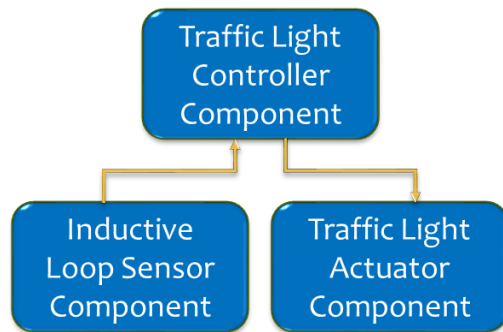 Traffic Light
Controller
Component
Inductive
Loop Sensor
Component
Traffic Light
Actuator
Component